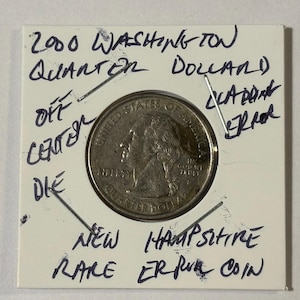 2000 WASHINGTON
QUARTER DOLLARD
OFF
CENTER
DIE
CLADDING
ERROR
UNITED STATES OF AMERICA
LIBERTY
QUARTER DOLLAR
NEW HAMPSHIRE
RARE ERROR COIN